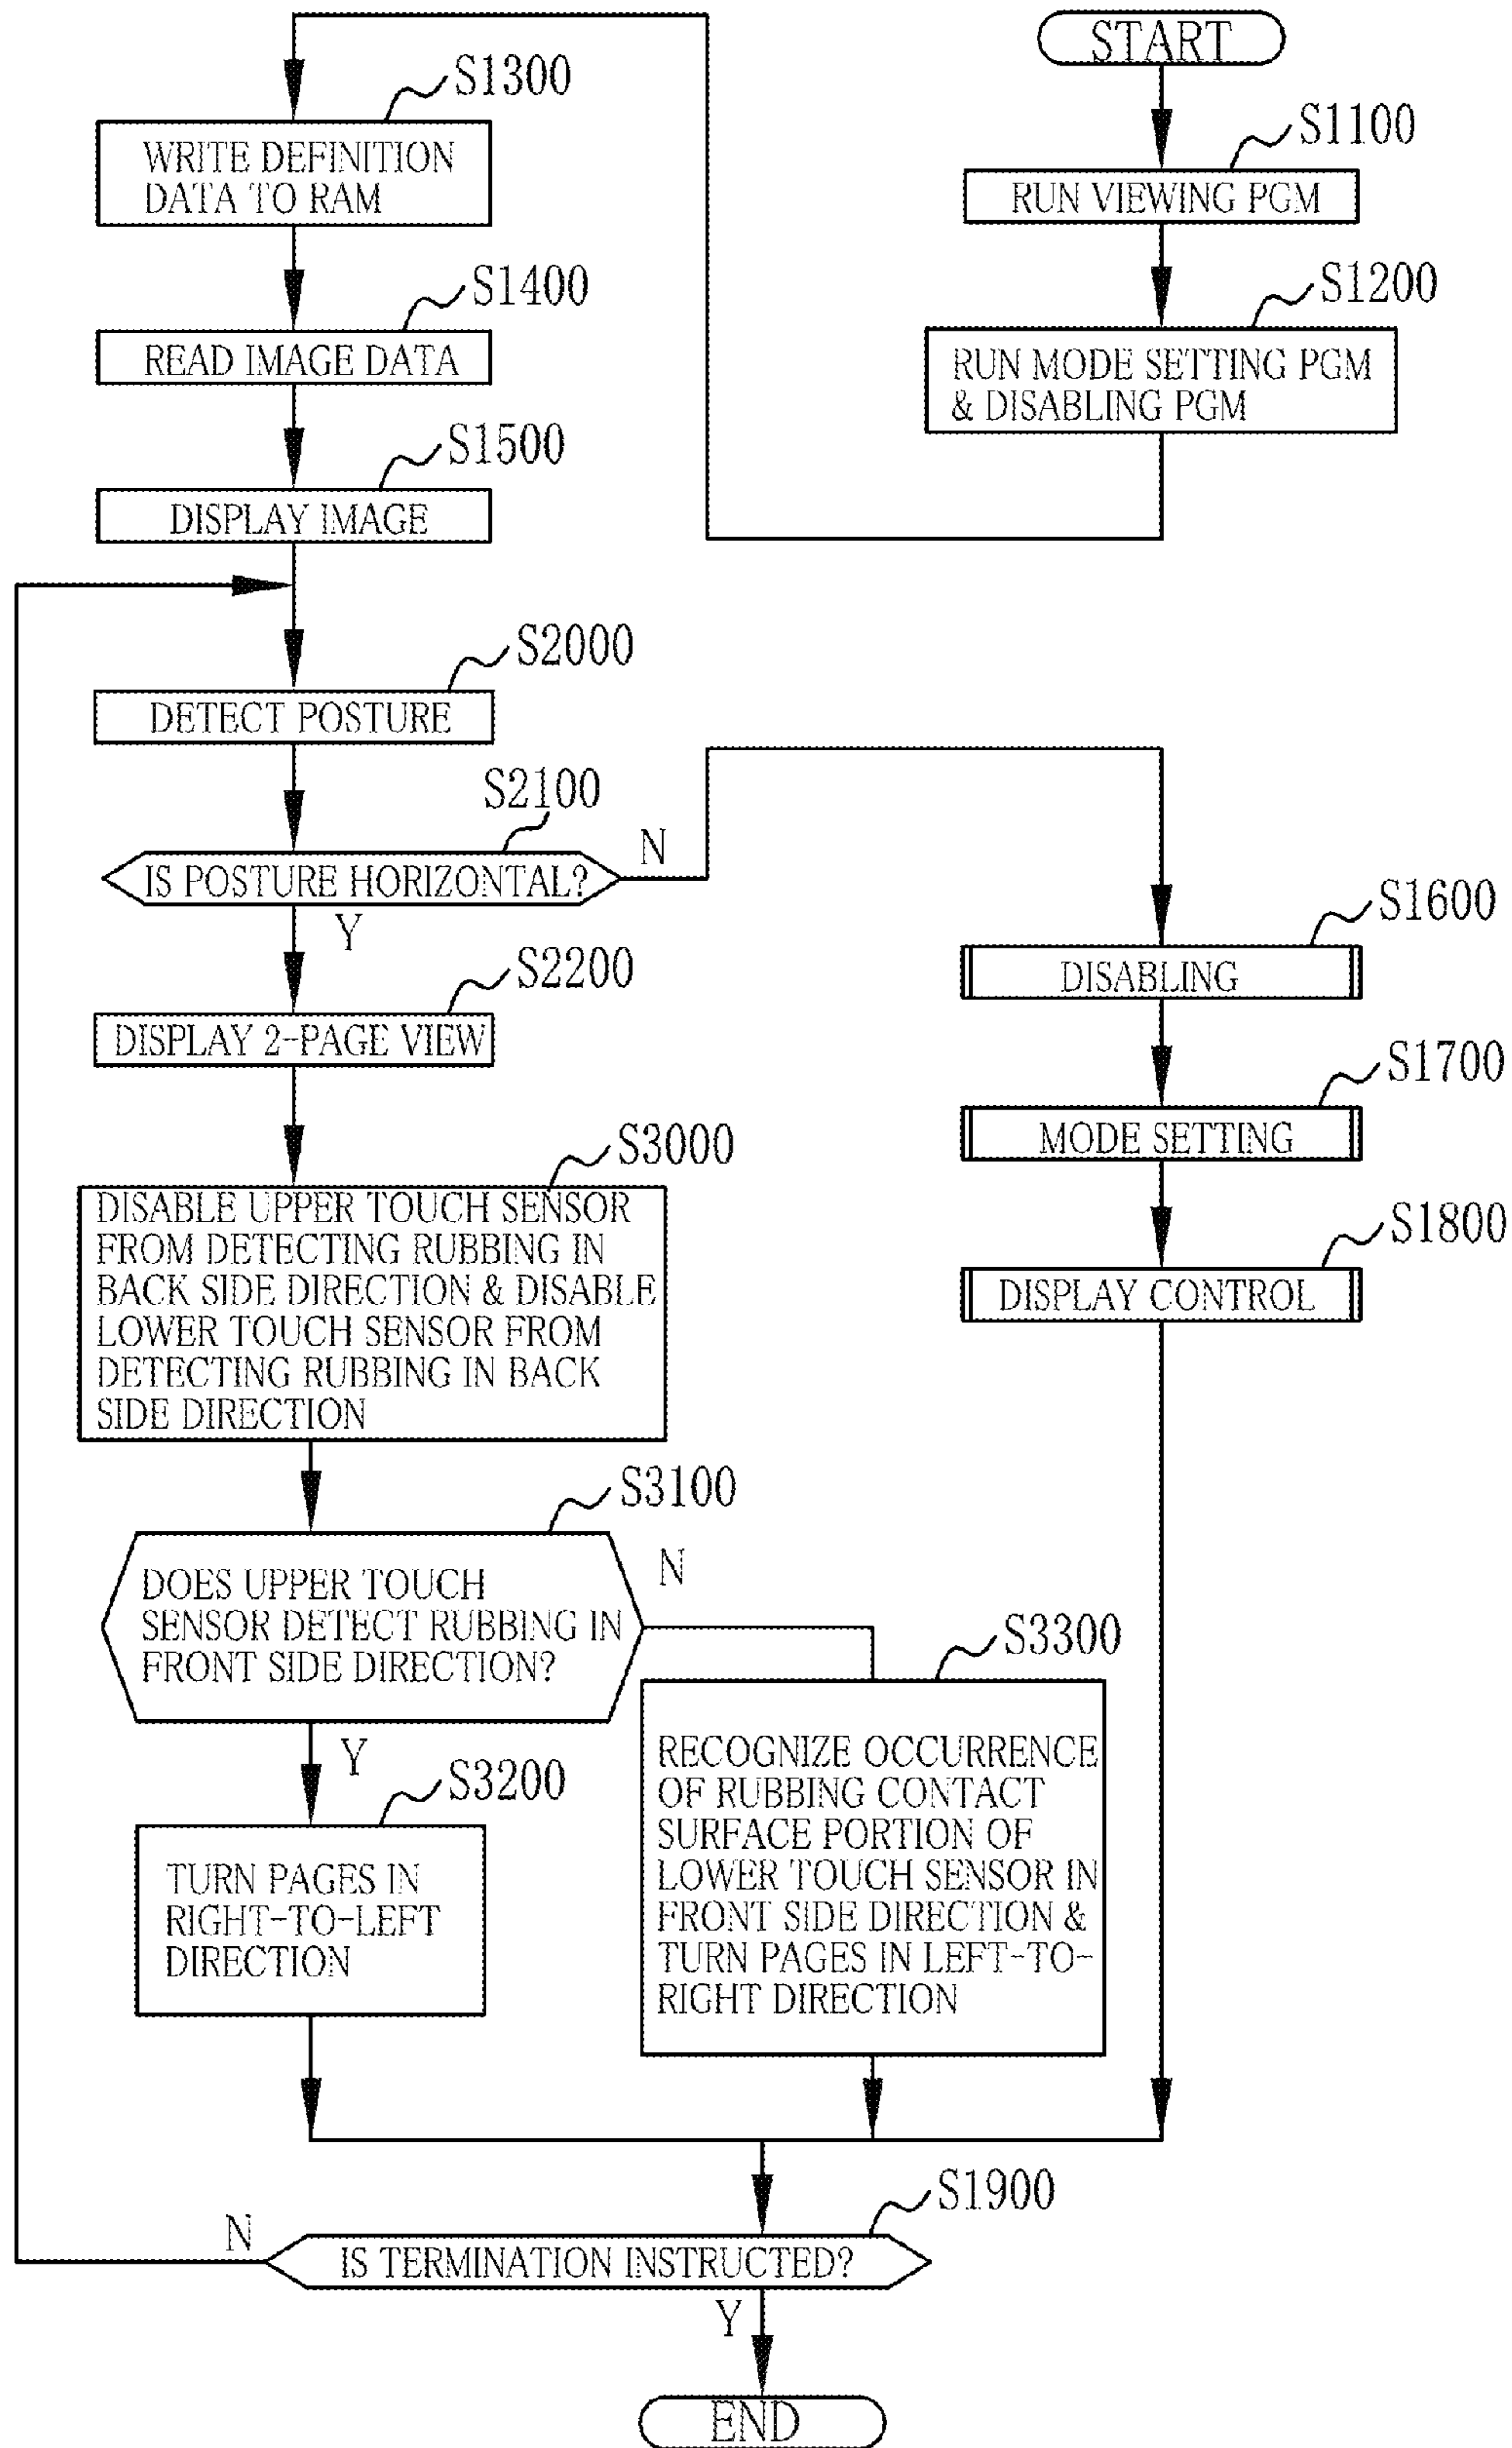 START
S1100
RUN VIEWING PGM
S1200
RUN MODE SETTING PGM
& DISABLING PGM
S1300
WRITE DEFINITION
DATA TO RAM
S1400
READ IMAGE DATA
S1500
DISPLAY IMAGE
S2000
DETECT POSTURE
S2100
IS POSTURE HORIZONTAL?
N
Y
S2200
DISPLAY 2-PAGE VIEW
S1600
DISABLING
S1700
MODE SETTING
S1800
DISPLAY CONTROL
S3000
DISABLE UPPER TOUCH SENSOR
FROM DETECTING RUBBING IN
BACK SIDE DIRECTION & DISABLE
LOWER TOUCH SENSOR FROM
DETECTING RUBBING IN BACK
SIDE DIRECTION
S3100
DOES UPPER TOUCH
SENSOR DETECT RUBBING IN
FRONT SIDE DIRECTION?
N
Y
S3200
TURN PAGES IN
RIGHT-TO-LEFT
DIRECTION
S3300
RECOGNIZE OCCURRENCE
OF RUBBING CONTACT
SURFACE PORTION OF
LOWER TOUCH SENSOR IN
FRONT SIDE DIRECTION &
TURN PAGES IN LEFT-TO-
RIGHT DIRECTION
S1900
IS TERMINATION INSTRUCTED?
N
Y
END